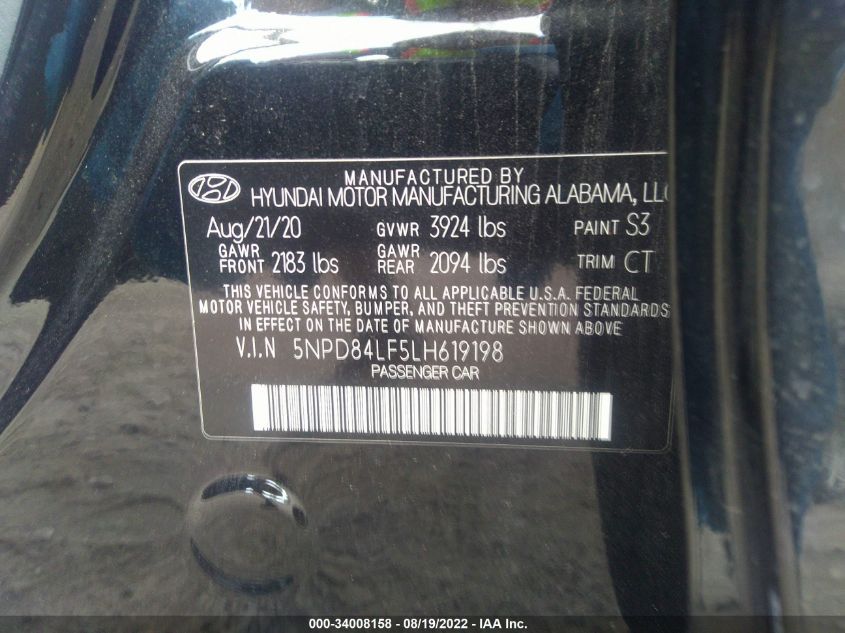 MANUFACTURED BY
HYUNDAI MOTOR MANUFACTURING ALABAMA, LLC
Aug/21/20 GVWR 3924 lbs PAINT S3
GAWR FRONT 2183 lbs GAWR REAR 2094 lbs TRIM CT
THIS VEHICLE CONFORMS TO ALL APPLICABLE U.S.A. FEDERAL
MOTOR VEHICLE SAFETY, BUMPER, AND THEFT PREVENTION STANDARDS
IN EFFECT ON THE DATE OF MANUFACTURE SHOWN ABOVE
V.I.N 5NPD84LF5LH619198
PASSENGER CAR
000-34008158 - 08/19/2022 - IAA Inc.